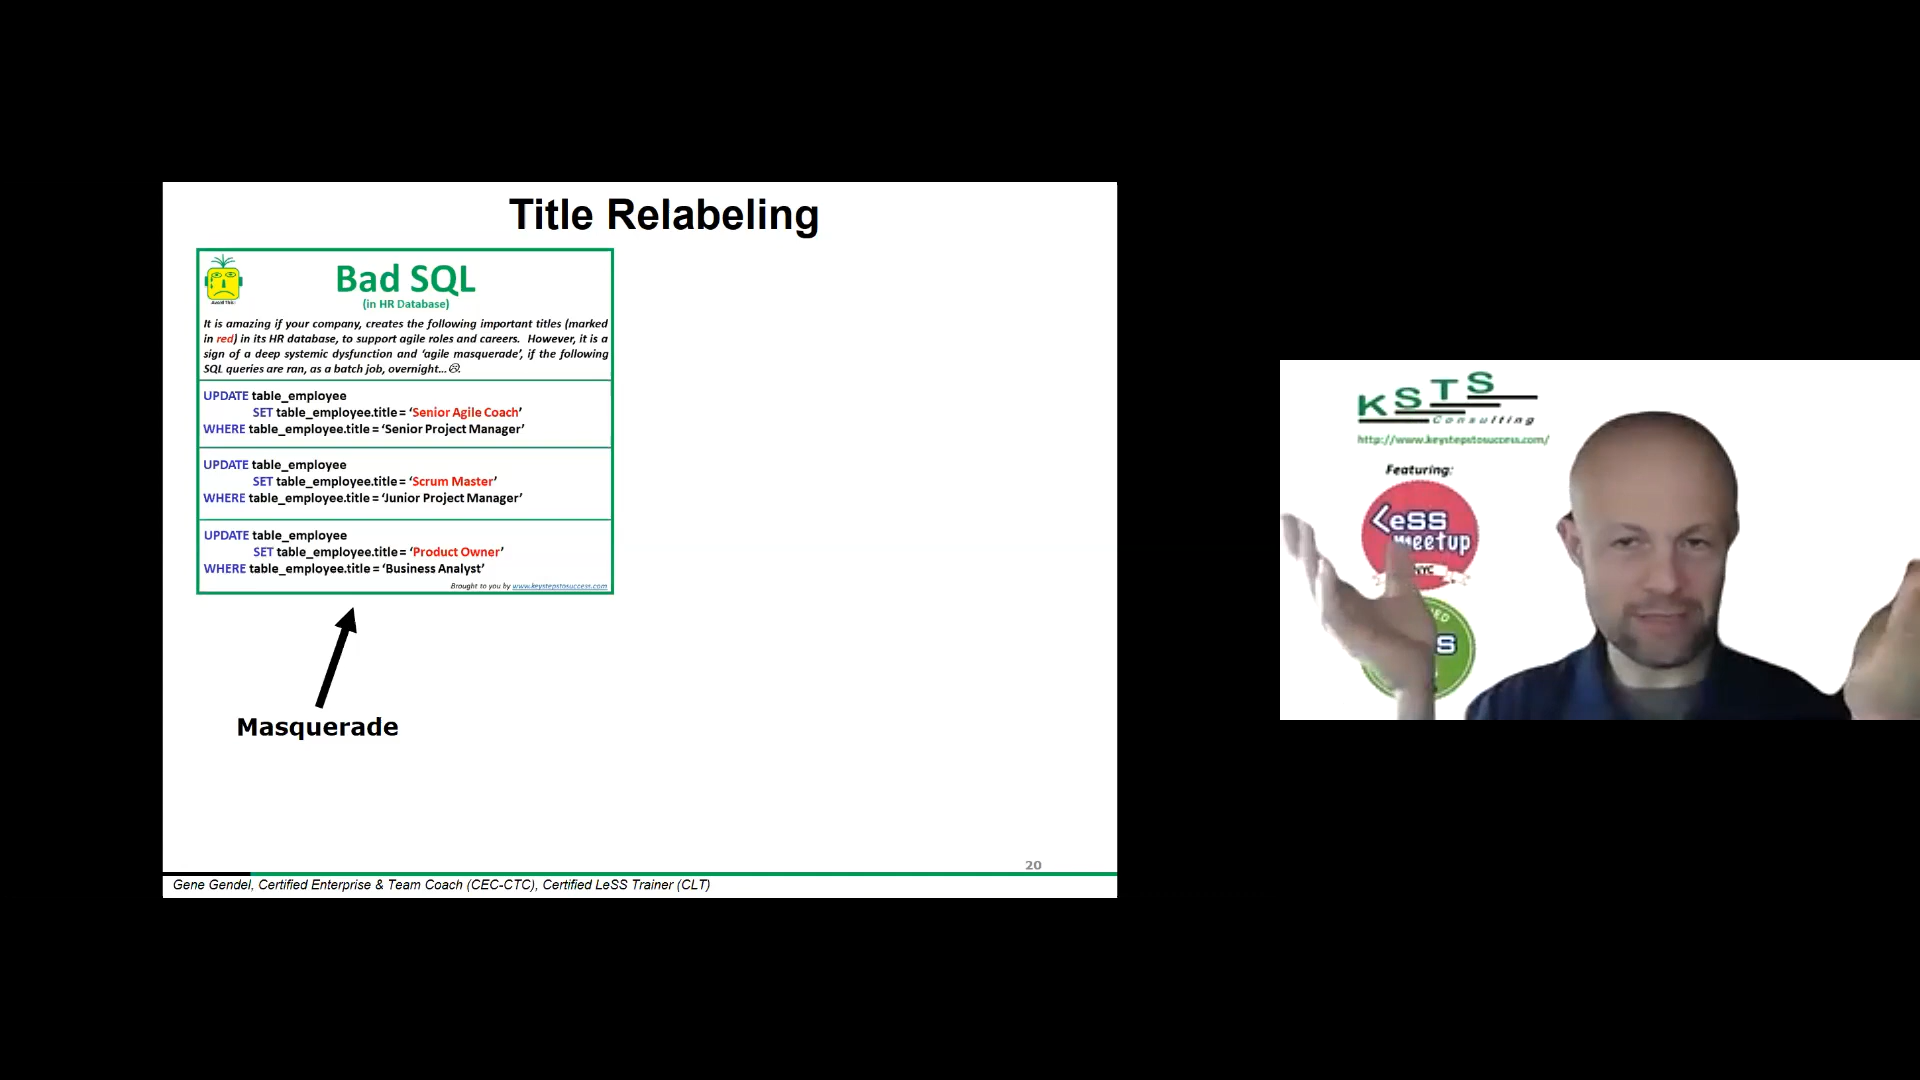 Title Relabeling
Bad SQL
(in HR Database)
Avoid This!
It is amazing if your company, creates the following important titles (marked
in red) in its HR database, to support agile roles and careers. However, it is a
sign of a deep systemic dysfunction and ‘agile masquerade’, if the following
SQL queries are ran, as a batch job, overnight…☹.
UPDATE table_employee
SET table_employee.title = ‘Senior Agile Coach’
WHERE table_employee.title = ‘Senior Project Manager’
UPDATE table_employee
SET table_employee.title = ‘Scrum Master’
WHERE table_employee.title = ‘Junior Project Manager’
UPDATE table_employee
SET table_employee.title = ‘Product Owner’
WHERE table_employee.title = ‘Business Analyst’
Brought to you by www.keystepstosuccess.com
Masquerade
20
Gene Gendel, Certified Enterprise & Team Coach (CEC-CTC), Certified LeSS Trainer (CLT)
KSTS
Consulting
http://www.keystepstosuccess.com/
Featuring:
LeSS
meetup
NYC